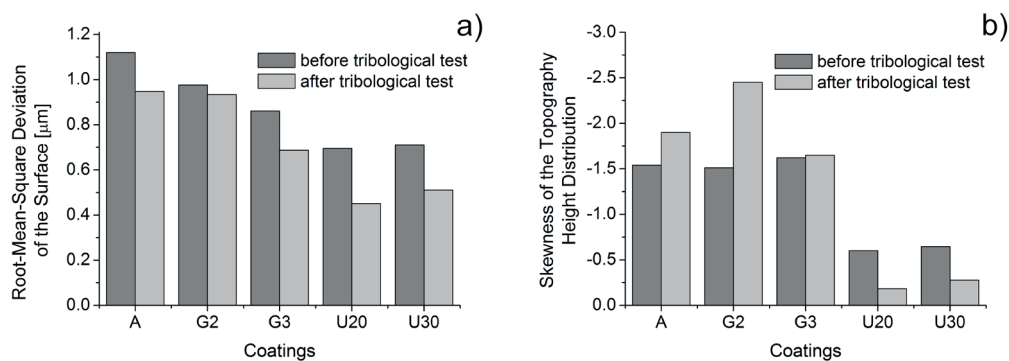 a)
before tribological test
after tribological test
Root-Mean-Square Deviation
of the Surface [μm]
1.2
1.0
0.8
0.6
0.4
0.2
0.0
A G2 G3 U20 U30
Coatings
b)
before tribological test
after tribological test
Skewness of the Topography
Height Distribution
-3.0
-2.5
-2.0
-1.5
-1.0
-0.5
0.0
A G2 G3 U20 U30
Coatings